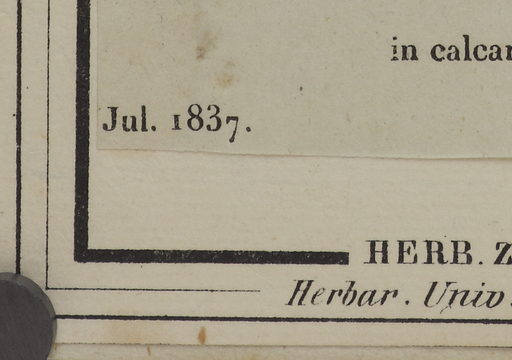 in calcar
Jul. 1837.
HERB. Z
Herbar. Univ.